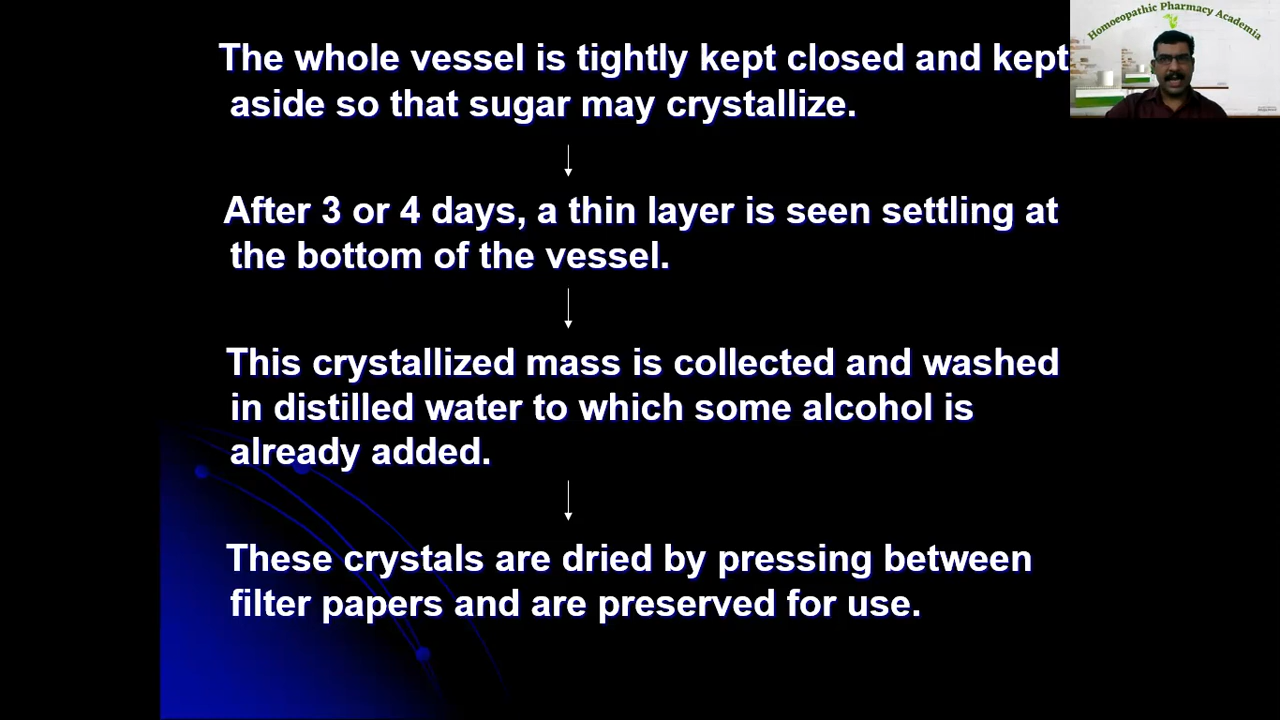 Homoeopathic Pharmacy Academia
The whole vessel is tightly kept closed and kept
aside so that sugar may crystallize.
After 3 or 4 days, a thin layer is seen settling at
the bottom of the vessel.
This crystallized mass is collected and washed
in distilled water to which some alcohol is
already added.
These crystals are dried by pressing between
filter papers and are preserved for use.